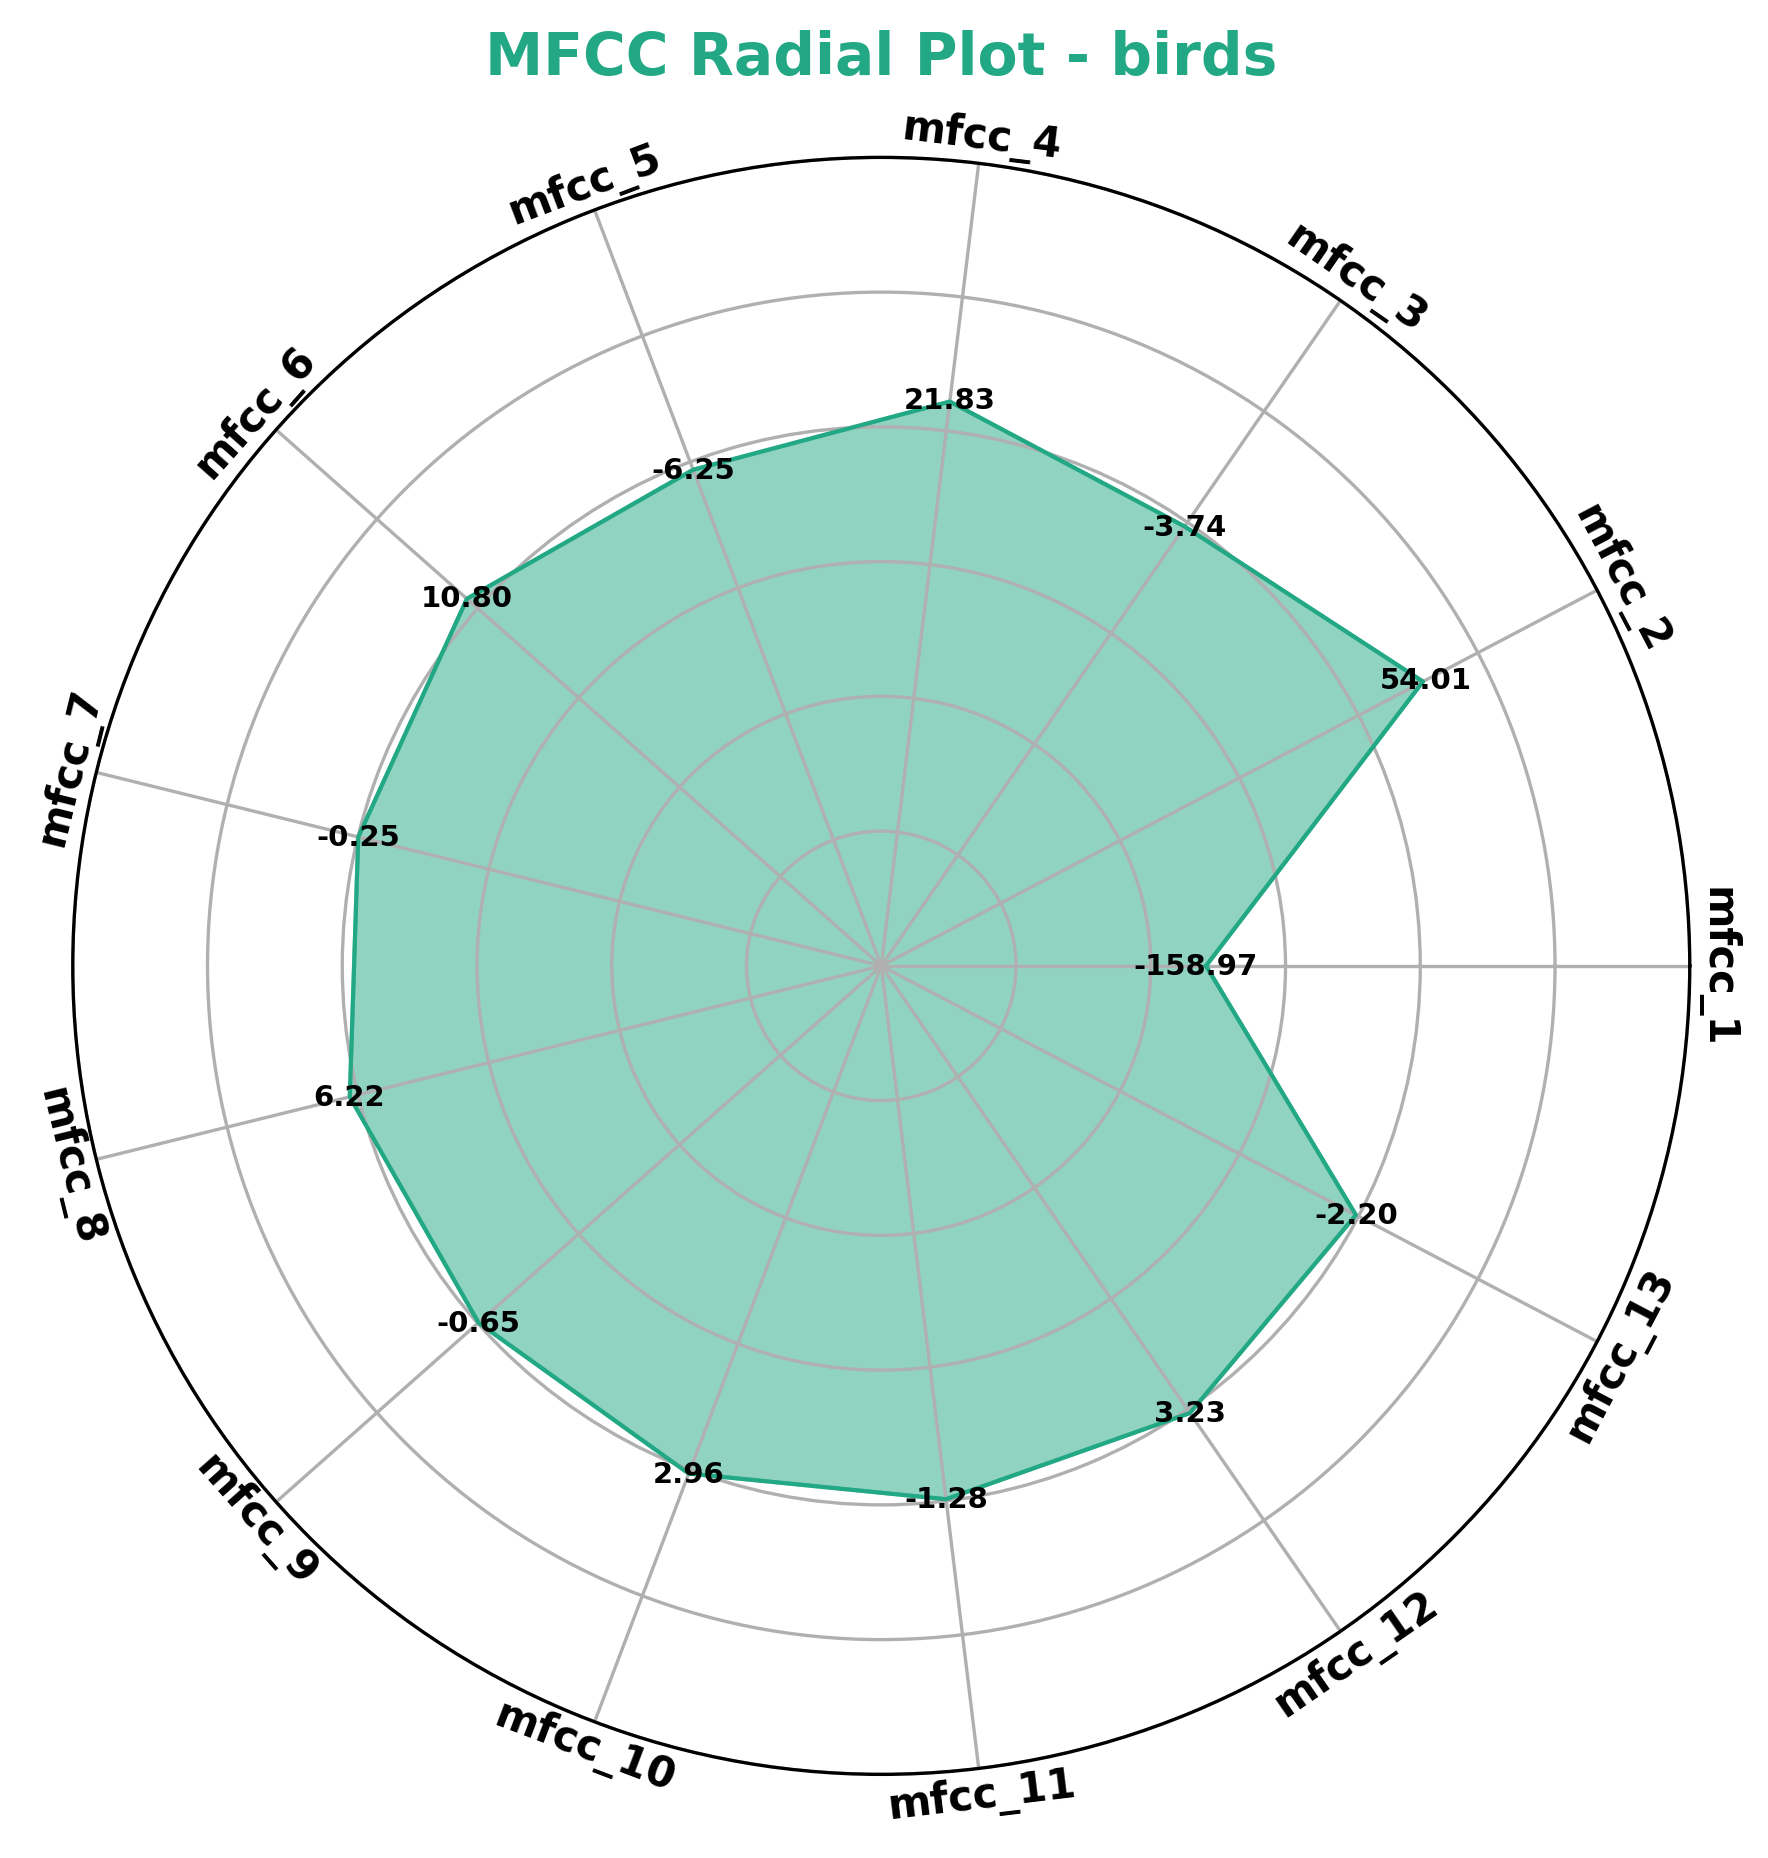 MFCC Radial Plot - birds
mfcc_4
mfcc_5
mfcc_3
mfcc_6
21.83
-6.25
-3.74
mfcc_2
10.80
54.01
mfcc_7
-0.25
-158.97
mfcc_1
6.22
mfcc_8
-2.20
-0.65
mfcc_13
3.23
2.96
-1.28
mfcc_9
mfcc_12
mfcc_10
mfcc_11